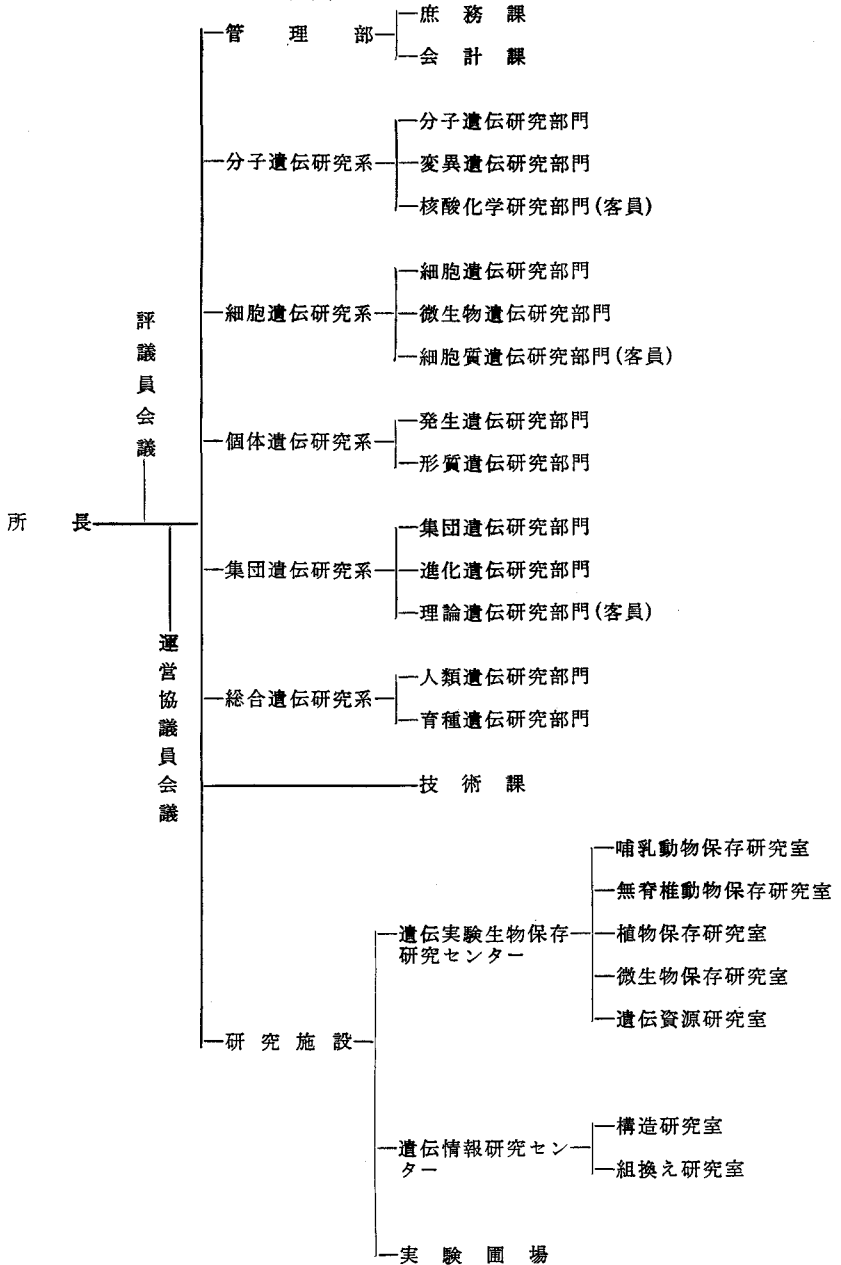 所長
評議員会議
運営協議員会議
管理部
庶務課
会計課
分子遺伝研究系
分子遺伝研究部門
変異遺伝研究部門
核酸化学研究部門(客員)
細胞遺伝研究系
細胞遺伝研究部門
微生物遺伝研究部門
細胞質遺伝研究部門(客員)
個体遺伝研究系
発生遺伝研究部門
形質遺伝研究部門
集団遺伝研究系
集団遺伝研究部門
進化遺伝研究部門
理論遺伝研究部門(客員)
総合遺伝研究系
人類遺伝研究部門
育種遺伝研究部門
技術課
研究施設
遺伝実験生物保存
研究センター
哺乳動物保存研究室
無脊椎動物保存研究室
植物保存研究室
微生物保存研究室
遺伝資源研究室
遺伝情報研究セン
ター
構造研究室
組換え研究室
実験圃場